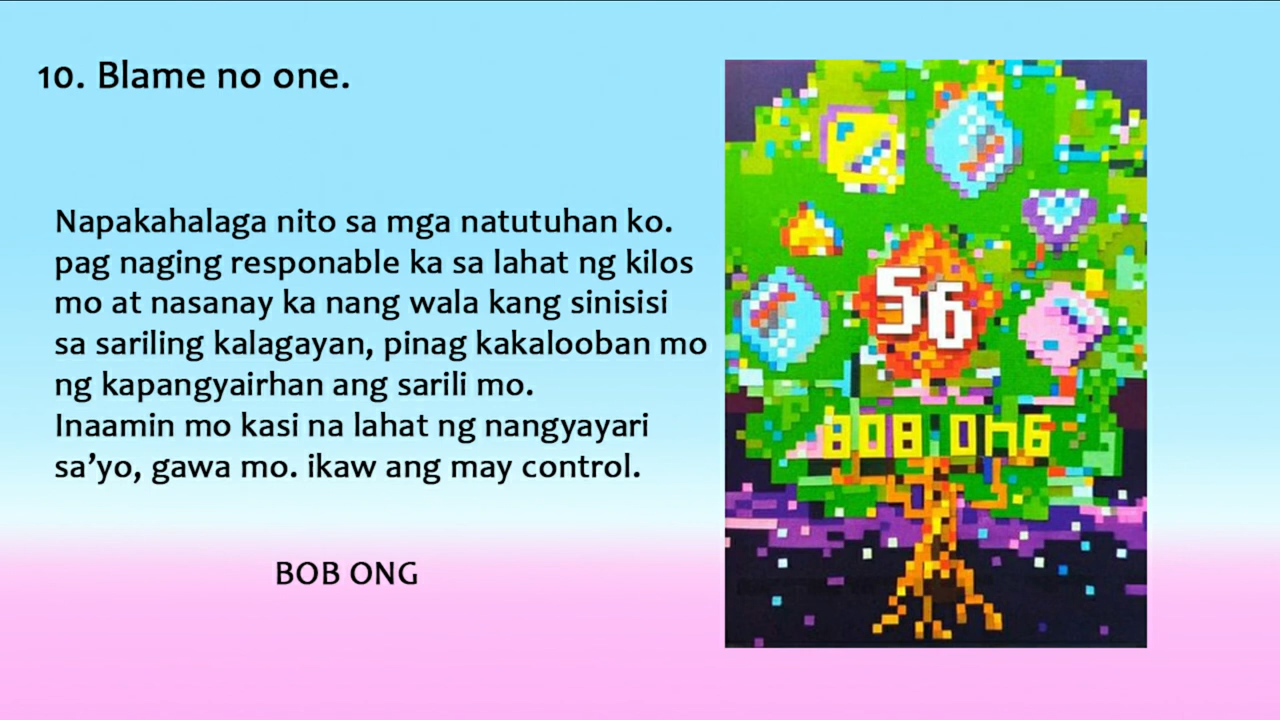 10. Blame no one.
Napakahalaga nito sa mga natutuhan ko.
pag naging responable ka sa lahat ng kilos
mo at nasanay ka nang wala kang sinisisi
sa sariling kalagayan, pinag kakalooban mo
ng kapangyairhan ang sarili mo.
Inaamin mo kasi na lahat ng nangyayari
sa’yo, gawa mo. ikaw ang may control.
BOB ONG
56
BOB ONG